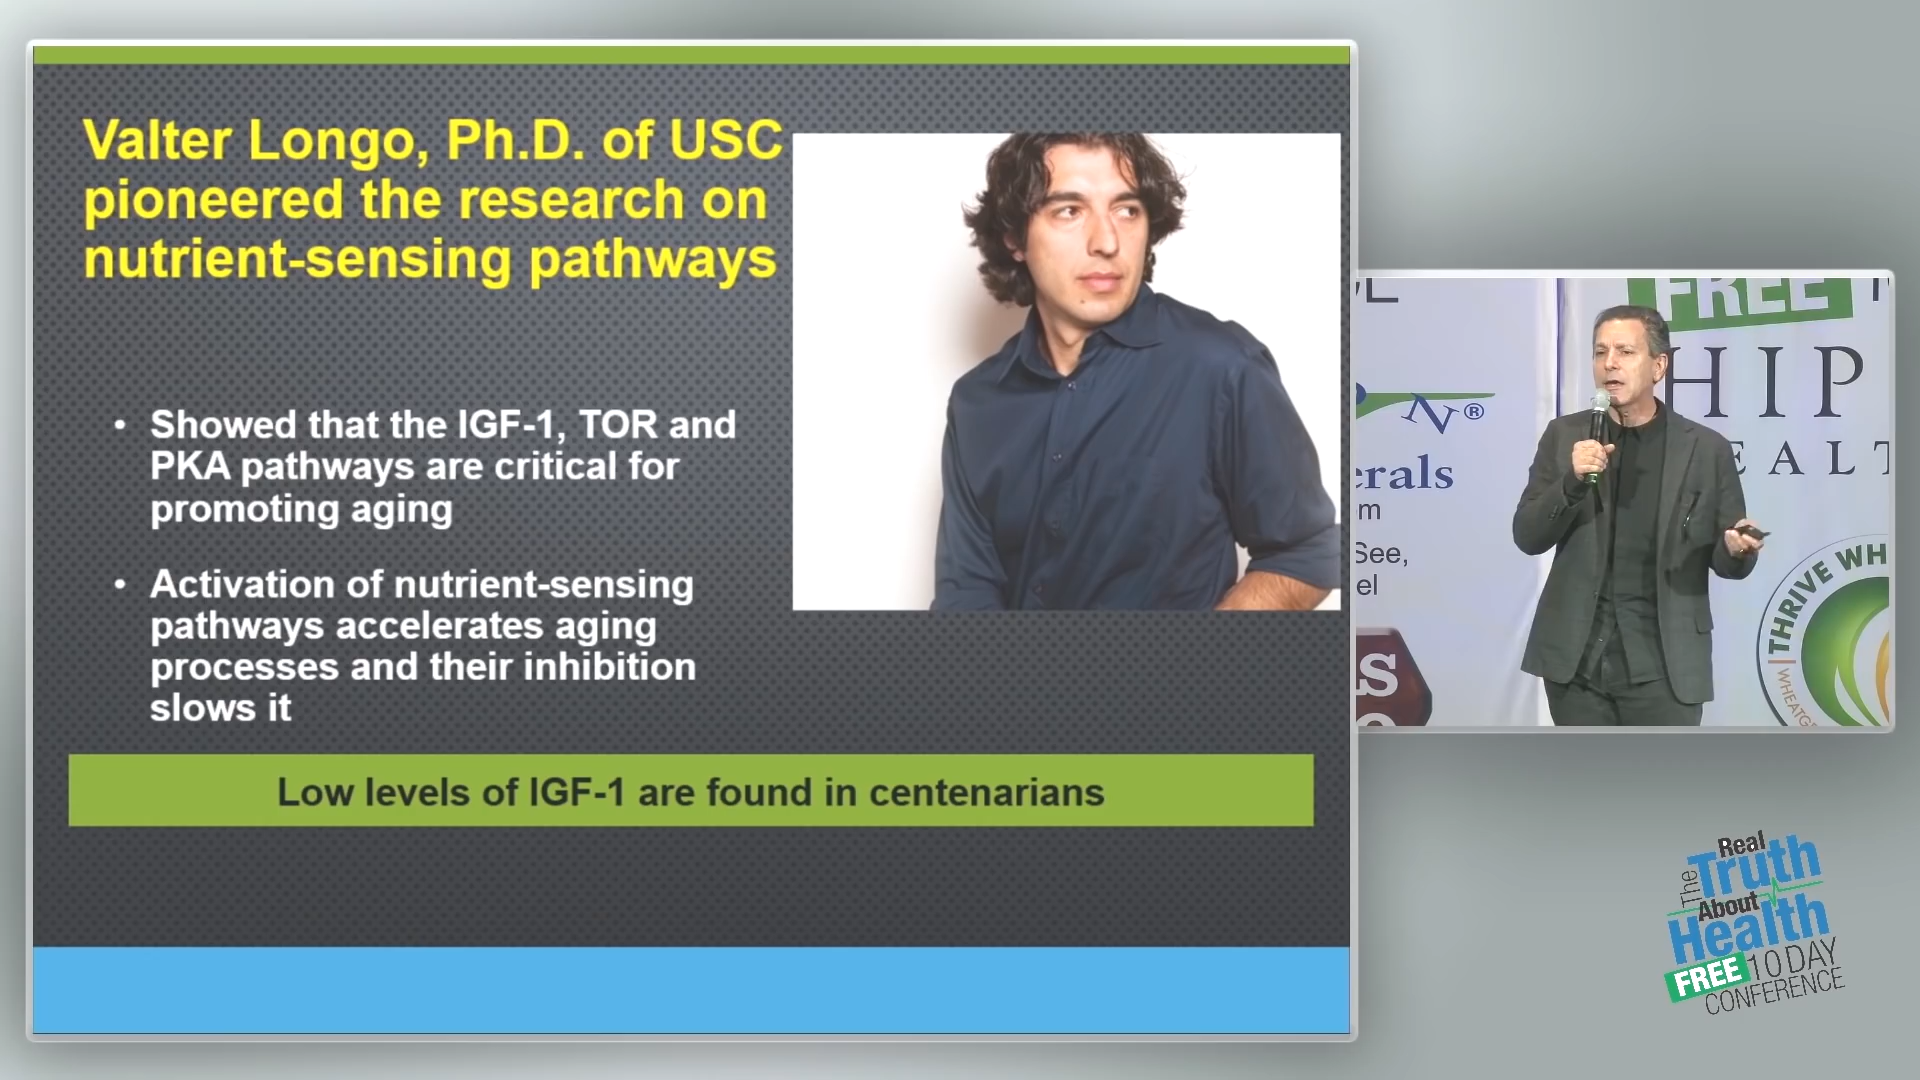 Valter Longo, Ph.D. of USC
pioneered the research on
nutrient-sensing pathways
• Showed that the IGF-1, TOR and
PKA pathways are critical for
promoting aging
• Activation of nutrient-sensing
pathways accelerates aging
processes and their inhibition
slows it
Low levels of IGF-1 are found in centenarians
FREE
HIP
EALT
N®
erals
m
See,
el
THRIVE WH
WHEATG
The Real
Truth
About
Health
FREE 10 DAY
CONFERENCE